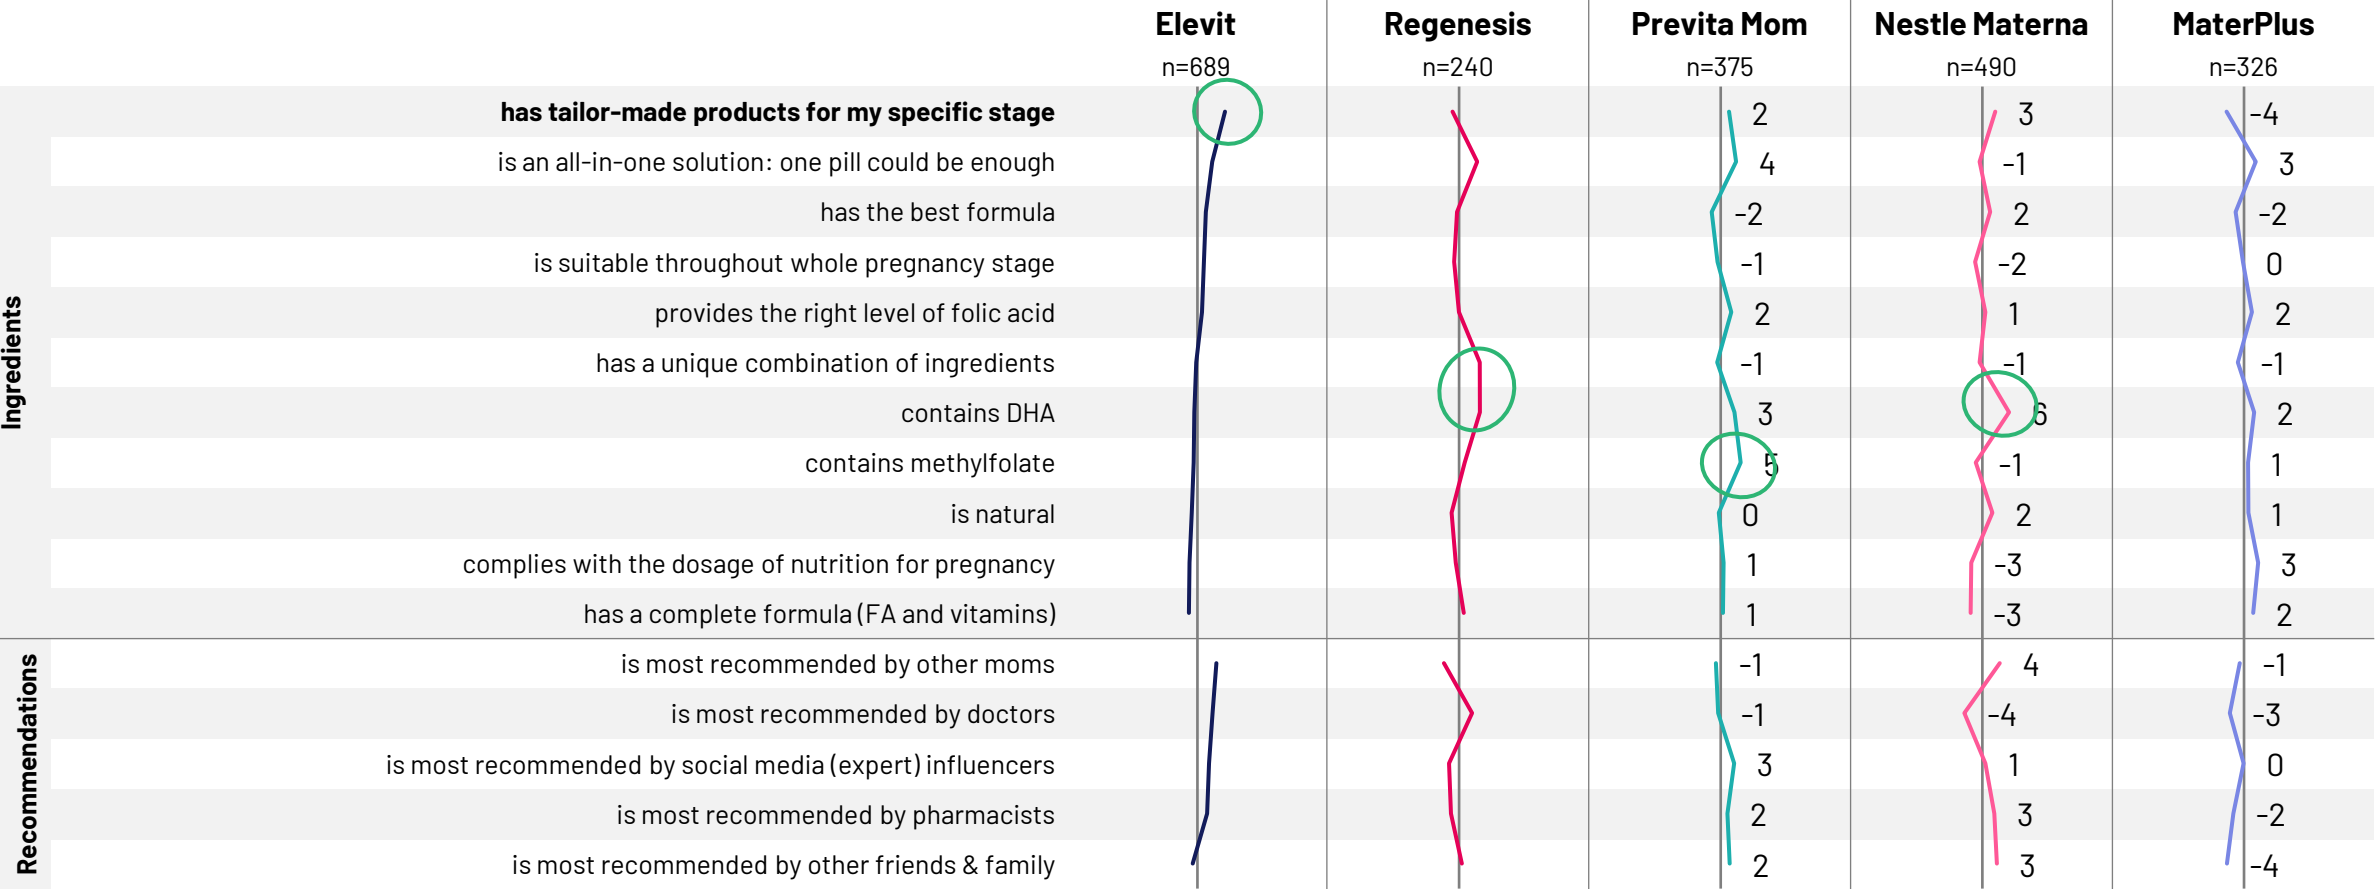 Elevit Regenesis Previta Mom Nestle Materna MaterPlus
n=689 n=240 n=375 n=490 n=326
Ingredients
has tailor-made products for my specific stage 2 3 -4
is an all-in-one solution: one pill could be enough 4 -1 3
has the best formula -2 2 -2
is suitable throughout whole pregnancy stage -1 -2 0
provides the right level of folic acid 2 1 2
has a unique combination of ingredients -1 -1 -1
contains DHA 3 6 2
contains methylfolate 5 -1 1
is natural 0 2 1
complies with the dosage of nutrition for pregnancy 1 -3 3
has a complete formula (FA and vitamins) 1 -3 2
Recommendations
is most recommended by other moms -1 4 -1
is most recommended by doctors -1 -4 -3
is most recommended by social media (expert) influencers 3 1 0
is most recommended by pharmacists 2 3 -2
is most recommended by other friends & family 2 3 -4